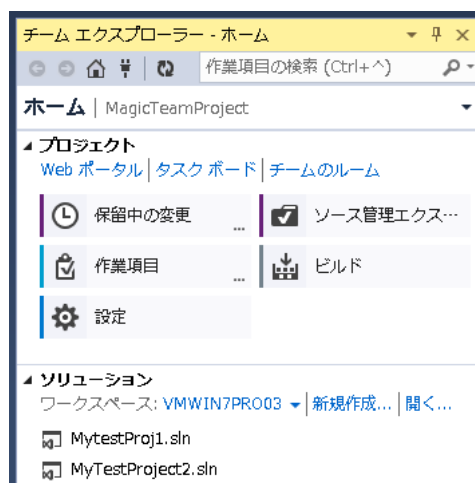 チーム エクスプローラー - ホーム
作業項目の検索 (Ctrl+^)
ホーム | MagicTeamProject
プロジェクト
Web ポータル | タスク ボード | チームのルーム
保留中の変更 ... ソース管理エクス…
作業項目 ... ビルド
設定
ソリューション
ワークスペース: VMWIN7PRO03 | 新規作成... | 開く...
MytestProj1.sln
MyTestProject2.sln